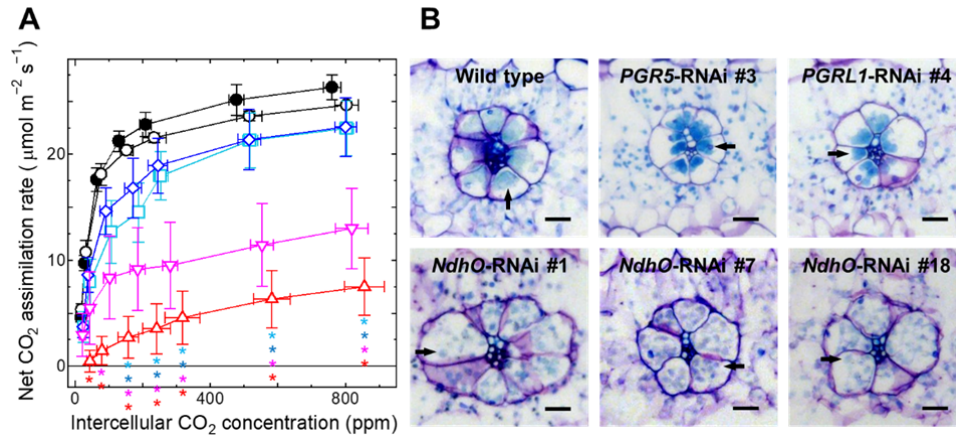 A
B
Net CO2 assimilation rate ( μmol m−2 s−1 )
20
10
0
0
400
800
Intercellular CO2 concentration (ppm)
* * * * * * *
* * * * * *
* * * * *
* * * * *
Wild type
PGR5-RNAi #3
PGRL1-RNAi #4
NdhO-RNAi #1
NdhO-RNAi #7
NdhO-RNAi #18